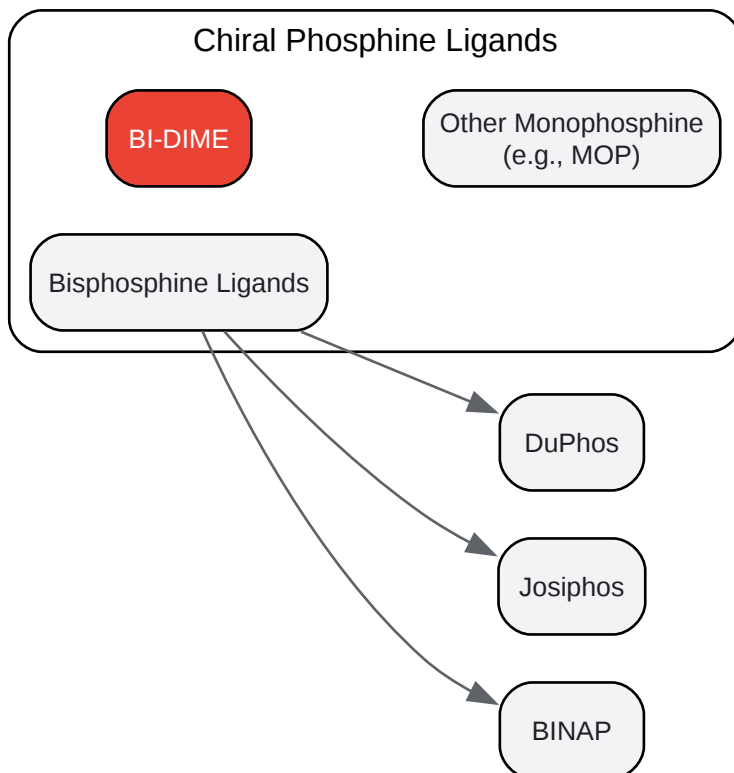 Chiral Phosphine Ligands
BI-DIME
Other Monophosphine
(e.g., MOP)
Bisphosphine Ligands
DuPhos
Josiphos
BINAP